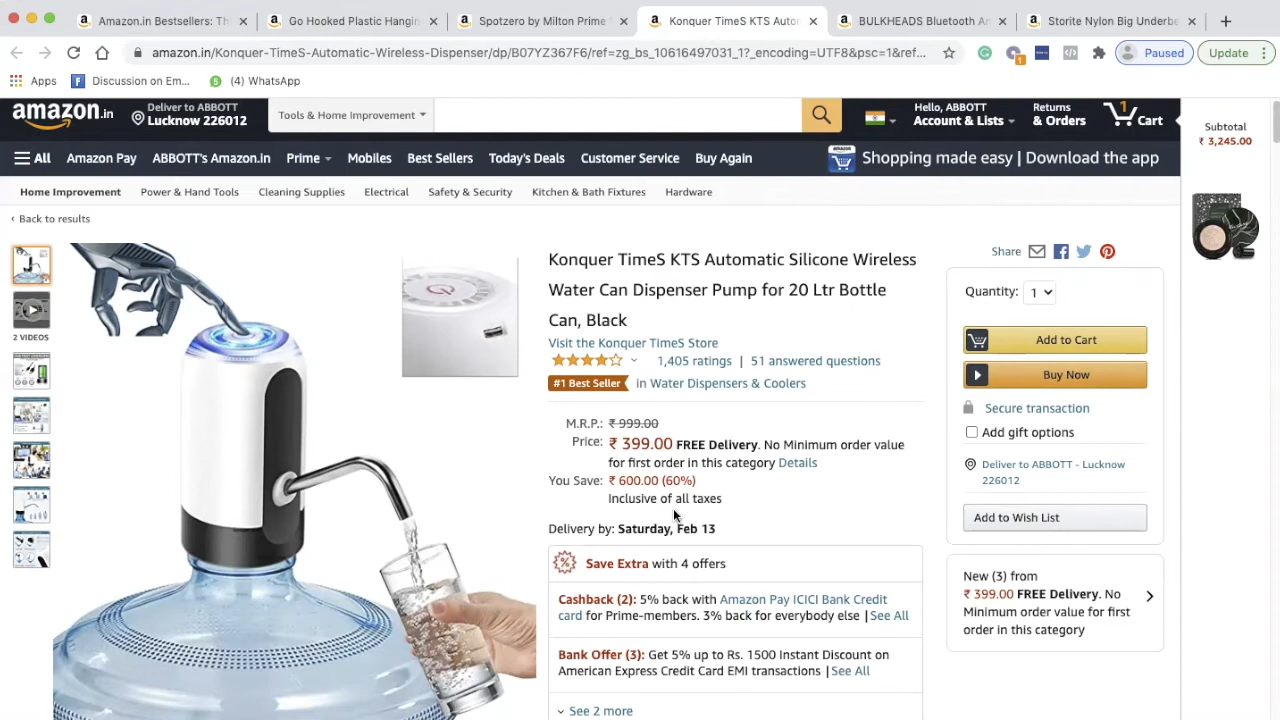 Amazon.in Bestsellers: Th
Go Hooked Plastic Hangin
Spotzero by Milton Prime
Konquer TimeS KTS Auto
BULKHEADS Bluetooth An
Storite Nylon Big Underbe
amazon.in/Konquer-TimeS-Automatic-Wireless-Dispenser/dp/B07YZ367F6/ref=zg_bs_10616497031_1?_encoding=UTF8&psc=1&ref...
1
Paused
Update
Apps
Discussion on Em...
(4) WhatsApp
amazon.in
Deliver to ABBOTT
Lucknow 226012
Tools & Home Improvement
Hello, ABBOTT
Account & Lists
Returns
& Orders
1
Cart
Subtotal
₹ 3,245.00
All
Amazon Pay
ABBOTT's Amazon.in
Prime
Mobiles
Best Sellers
Today's Deals
Customer Service
Buy Again
Shopping made easy | Download the app
Home Improvement
Power & Hand Tools
Cleaning Supplies
Electrical
Safety & Security
Kitchen & Bath Fixtures
Hardware
‹ Back to results
2 VIDEOS
Konquer TimeS KTS Automatic Silicone Wireless
Water Can Dispenser Pump for 20 Ltr Bottle
Can, Black
Visit the Konquer TimeS Store
1,405 ratings | 51 answered questions
#1 Best Seller in Water Dispensers & Coolers
M.R.P.: ₹ 999.00
Price: ₹ 399.00 FREE Delivery. No Minimum order value
for first order in this category Details
You Save: ₹ 600.00 (60%)
Inclusive of all taxes
Delivery by: Saturday, Feb 13
Save Extra with 4 offers
Cashback (2): 5% back with Amazon Pay ICICI Bank Credit
card for Prime-members. 3% back for everybody else | See All
Bank Offer (3): Get 5% up to Rs. 1500 Instant Discount on
American Express Credit Card EMI transactions | See All
See 2 more
Share
Quantity: 1
Add to Cart
Buy Now
Secure transaction
Add gift options
Deliver to ABBOTT - Lucknow
226012
Add to Wish List
New (3) from
₹ 399.00 FREE Delivery. No
Minimum order value for first
order in this category